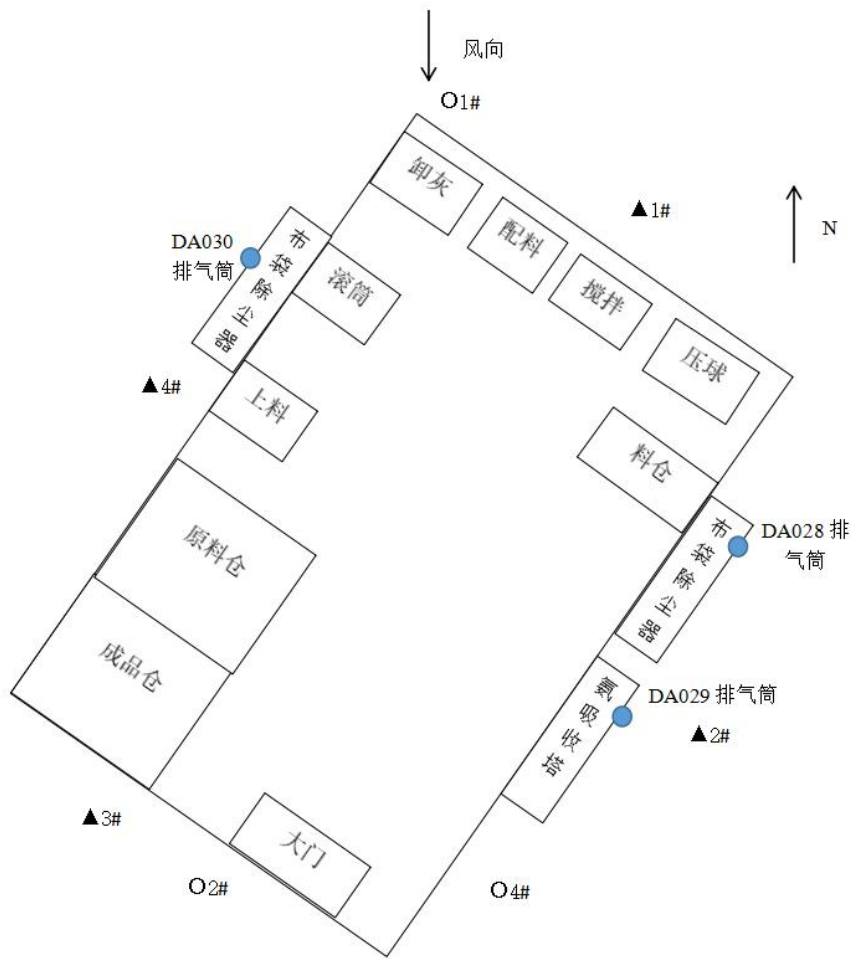 风向
O1#
卸灰
▲1#
配料
N
DA030
排气筒
布袋除尘器
滚筒
搅拌
压球
▲4#
上料
料仓
原料仓
布袋除尘器
DA028 排
气筒
成品仓
氨吸收塔
DA029 排气筒
▲2#
▲3#
大门
O2#
O4#